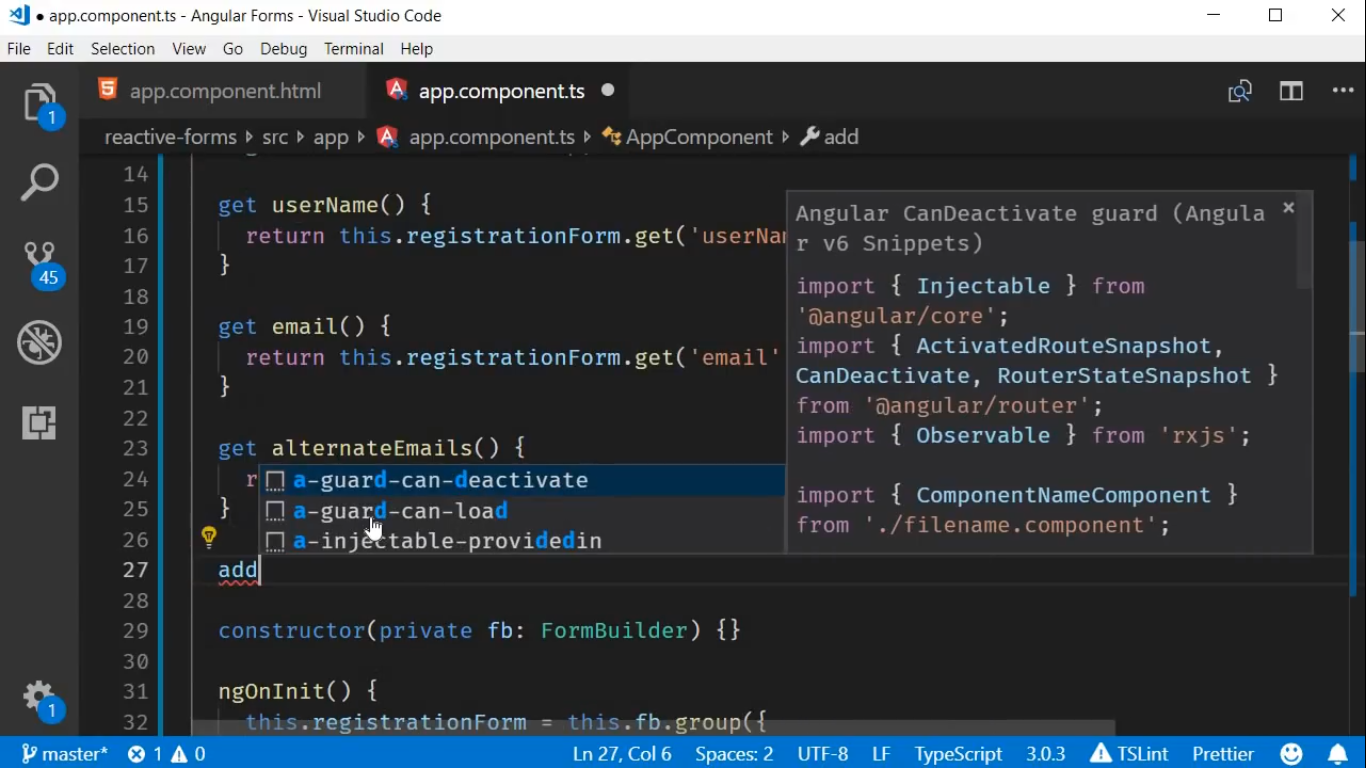 ● app.component.ts - Angular Forms - Visual Studio Code
File Edit Selection View Go Debug Terminal Help
app.component.html app.component.ts
reactive-forms src app app.component.ts AppComponent add
1
45
1
14
15 get userName() {
16 return this.registrationForm.get('userNa
17 }
18
19 get email() {
20 return this.registrationForm.get('email'
21 }
22
23 get alternateEmails() {
24 r
25 }
26
27 add
28
29 constructor(private fb: FormBuilder) {}
30
31 ngOnInit() {
32 this.registrationForm = this.fb.group({
a-guard-can-deactivate
a-guard-can-load
a-injectable-providedin
Angular CanDeactivate guard (Angula
r v6 Snippets)
import { Injectable } from
'@angular/core';
import { ActivatedRouteSnapshot,
CanDeactivate, RouterStateSnapshot }
from '@angular/router';
import { Observable } from 'rxjs';
import { ComponentNameComponent }
from './filename.component';
master* 1 0 Ln 27, Col 6 Spaces: 2 UTF-8 LF TypeScript 3.0.3 TSLint Prettier